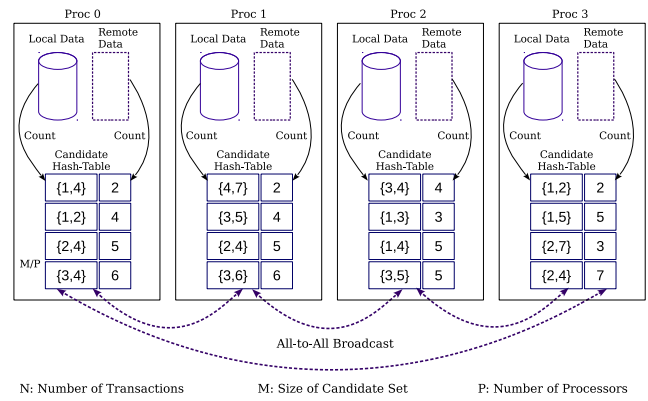 Proc 0 Proc 1 Proc 2 Proc 3
Local Data Remote Data Local Data Remote Data Local Data Remote Data Local Data Remote Data
Count Count Count Count Count Count Count Count
Candidate Hash-Table Candidate Hash-Table Candidate Hash-Table Candidate Hash-Table
{1,4} 2 {4,7} 2 {3,4} 4 {1,2} 2
{1,2} 4 {3,5} 4 {1,3} 3 {1,5} 5
{2,4} 5 {2,4} 5 {1,4} 5 {2,7} 3
M/P {3,4} 6 {3,6} 6 {3,5} 5 {2,4} 7
All-to-All Broadcast
N: Number of Transactions M: Size of Candidate Set P: Number of Processors